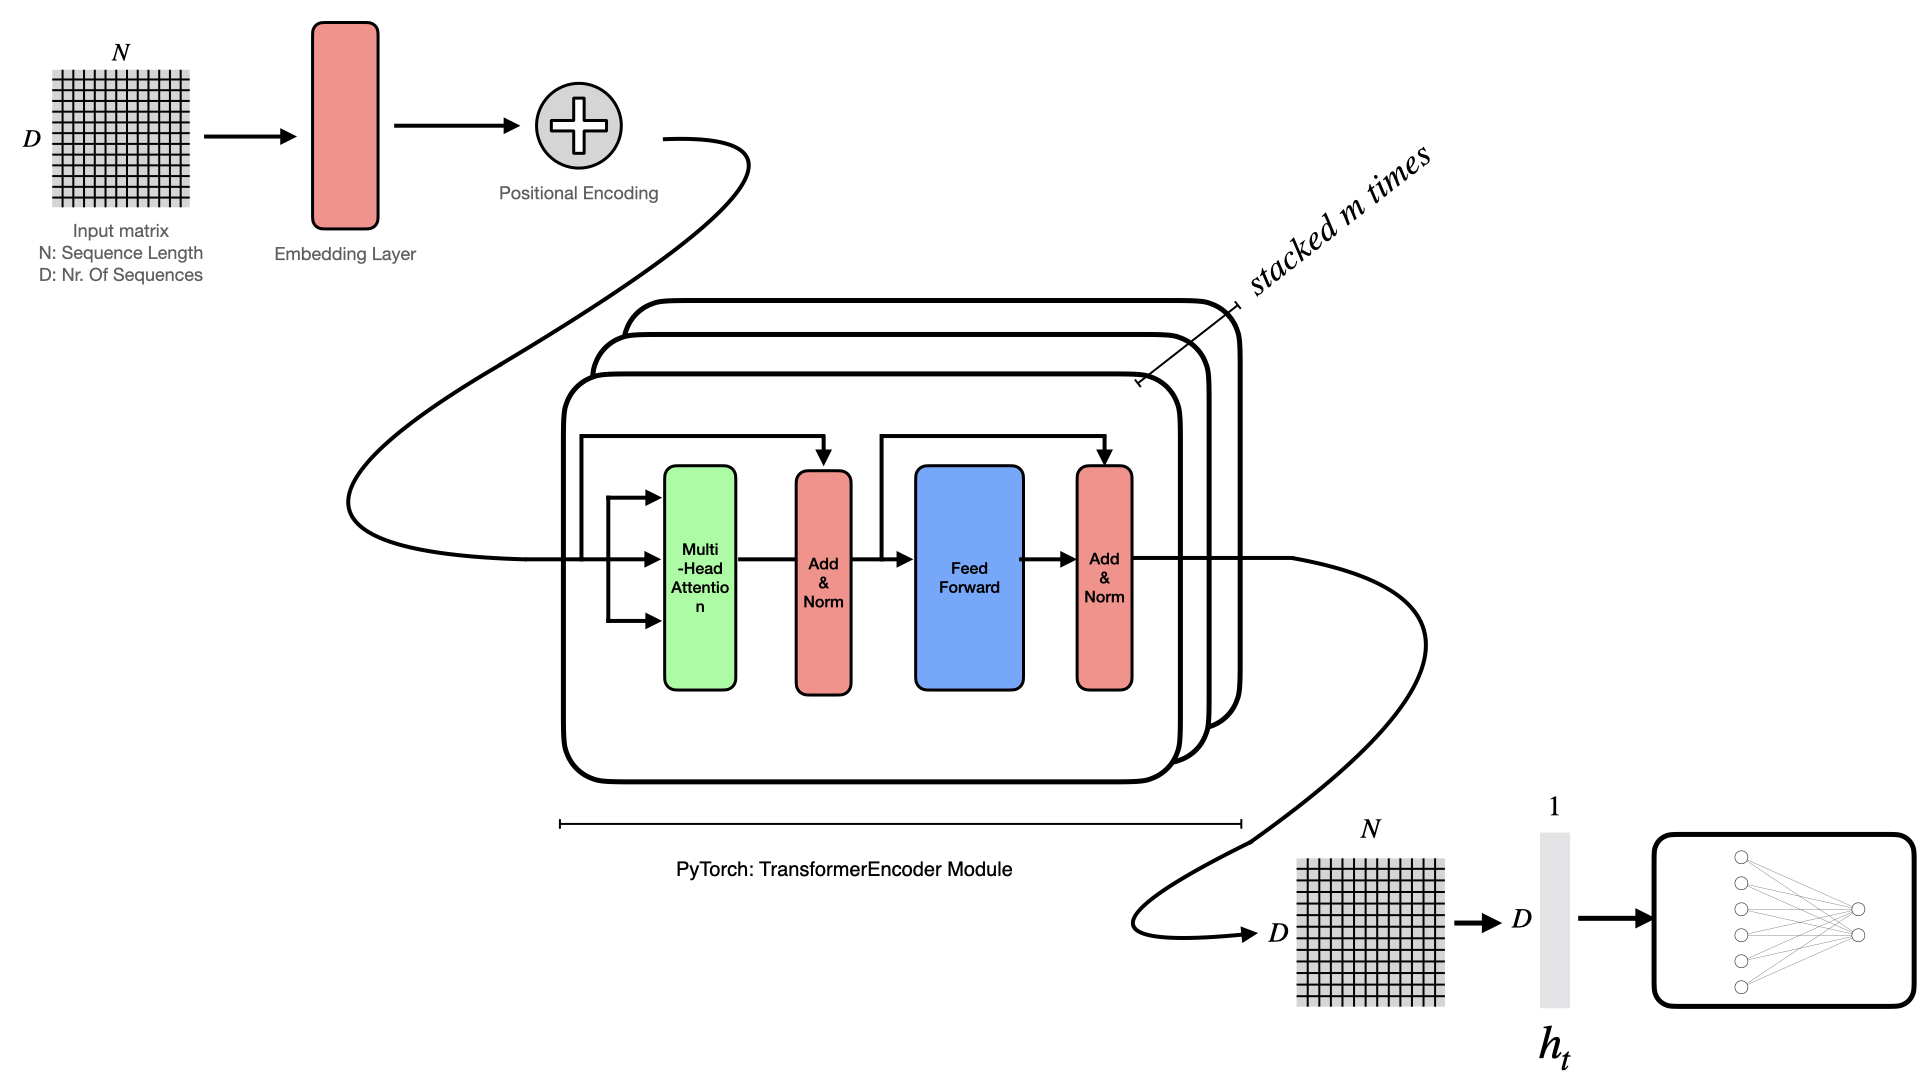 N
D
Input matrix
N: Sequence Length
D: Nr. Of Sequences
Embedding Layer
Positional Encoding
stacked m times
Multi
-Head
Attentio
n
Add
&
Norm
Feed
Forward
Add
&
Norm
PyTorch: TransformerEncoder Module
N
D
1
D
h_t